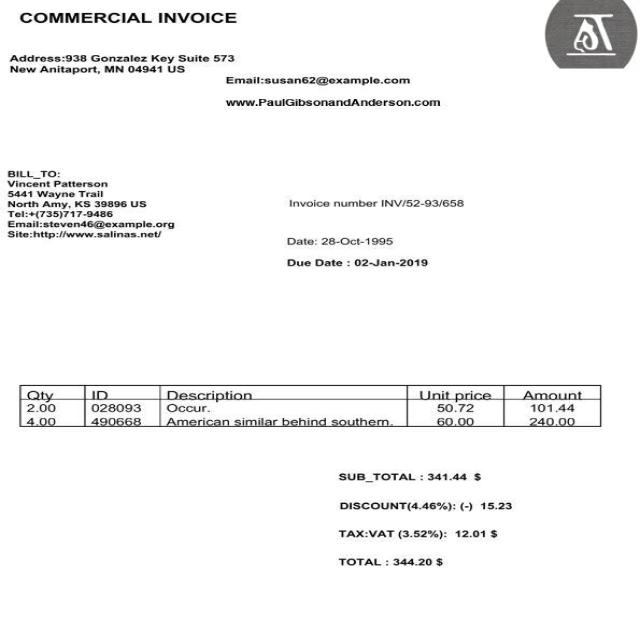 COMMERCIAL INVOICE
Address:938 Gonzalez Key Suite 573
New Anitaport, MN 04941 US
Email:susan62@example.com
www.PaulGibsonandAnderson.com
BILL_TO:
Vincent Patterson
5441 Wayne Trail
North Amy, KS 39896 US
Tel:+(735)717-9486
Email:steven46@example.org
Site:http://www.salinas.net/
Invoice number INV/52-93/658
Date: 28-Oct-1995
Due Date : 02-Jan-2019
Qty ID Description Unit price Amount
2.00 028093 Occur. 50.72 101.44
4.00 490668 American similar behind southern. 60.00 240.00
SUB_TOTAL : 341.44 $
DISCOUNT(4.46%): (-) 15.23
TAX:VAT (3.52%): 12.01 $
TOTAL : 344.20 $